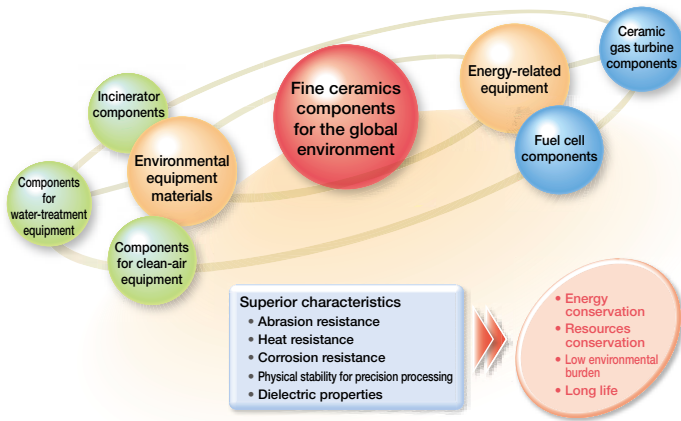 Ceramic
gas turbine
components
Energy-related
equipment
Fine ceramics
components
for the global
environment
Incinerator
components
Fuel cell
components
Environmental
equipment
materials
Components
for
water-treatment
equipment
Components
for clean-air
equipment
Superior characteristics
• Abrasion resistance
• Heat resistance
• Corrosion resistance
• Physical stability for precision processing
• Dielectric properties
• Energy
conservation
• Resources
conservation
• Low environmental
burden
• Long life